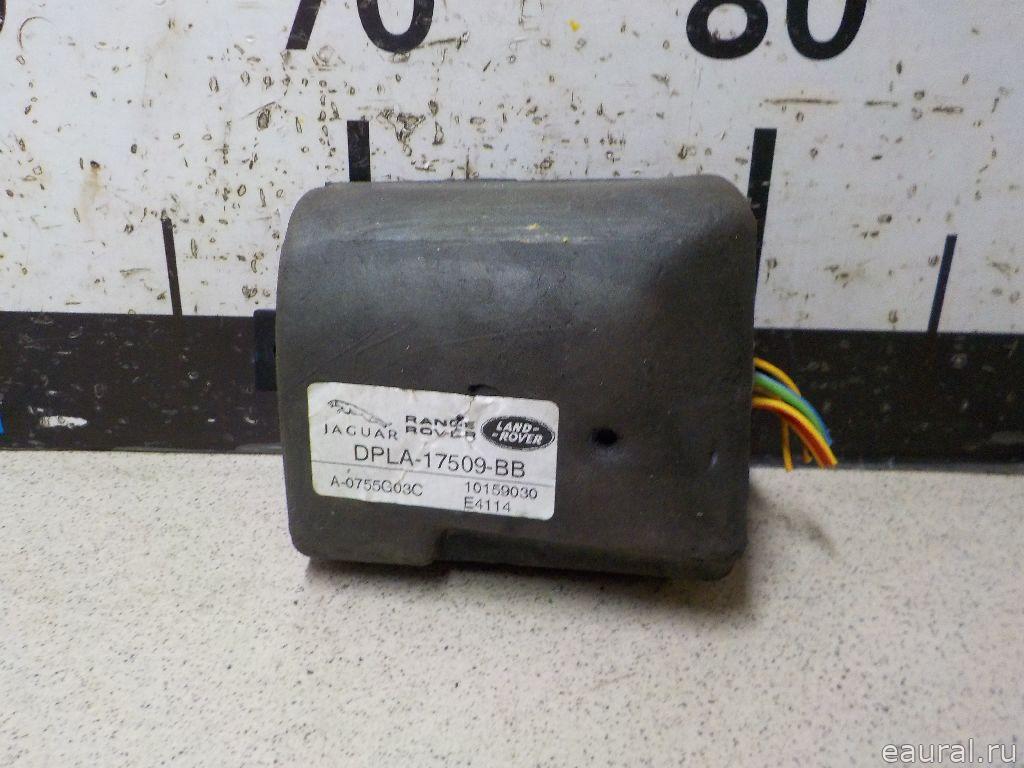 70 80
JAGUAR
RANGE
ROVER
LAND-
-ROVER
DPLA-17509-BB
A-0755G03C 10159030
E4114
eaural.ru